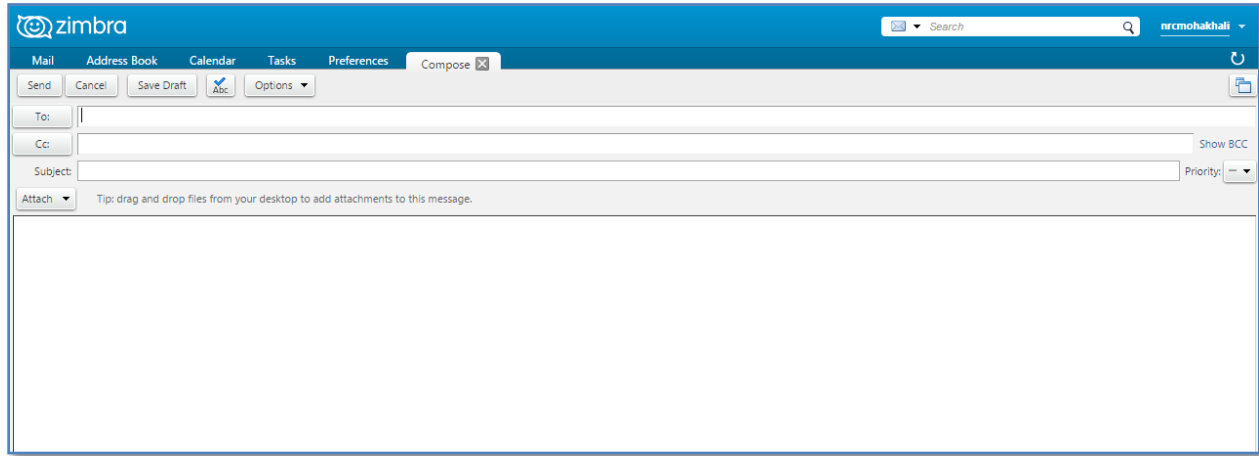 zimbra
Search
nrcmohakhali
Mail Address Book Calendar Tasks Preferences Compose
Send Cancel Save Draft Abc Options
To:
Cc: Show BCC
Subject: Priority:
Attach Tip: drag and drop files from your desktop to add attachments to this message.